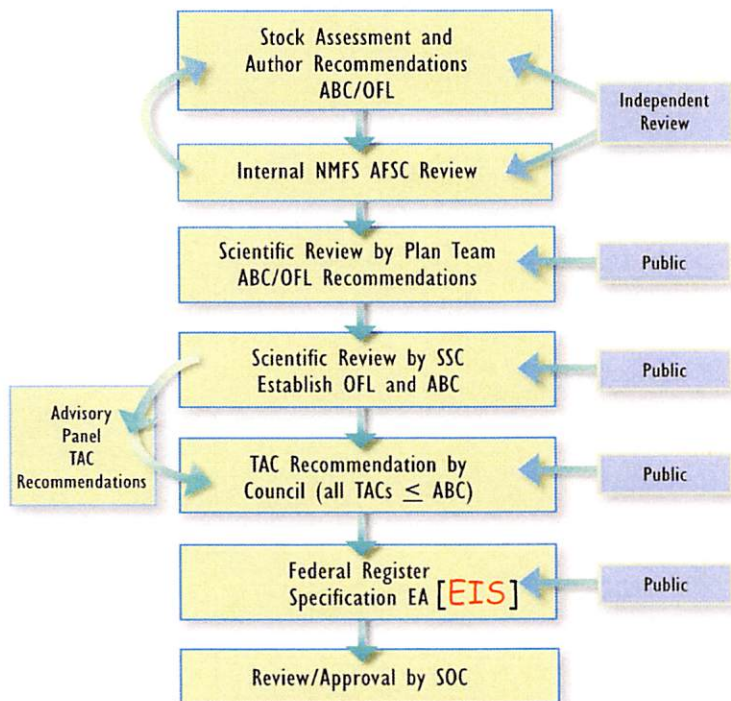 Stock Assessment and
Author Recommendations
ABC/OFL
Independent
Review
Internal NMFS AFSC Review
Scientific Review by Plan Team
ABC/OFL Recommendations
Public
Scientific Review by SSC
Establish OFL and ABC
Public
Advisory
Panel
TAC
Recommendations
TAC Recommendation by
Council (all TACs ≤ ABC)
Public
Federal Register
Specification EA [EIS]
Public
Review/Approval by SOC